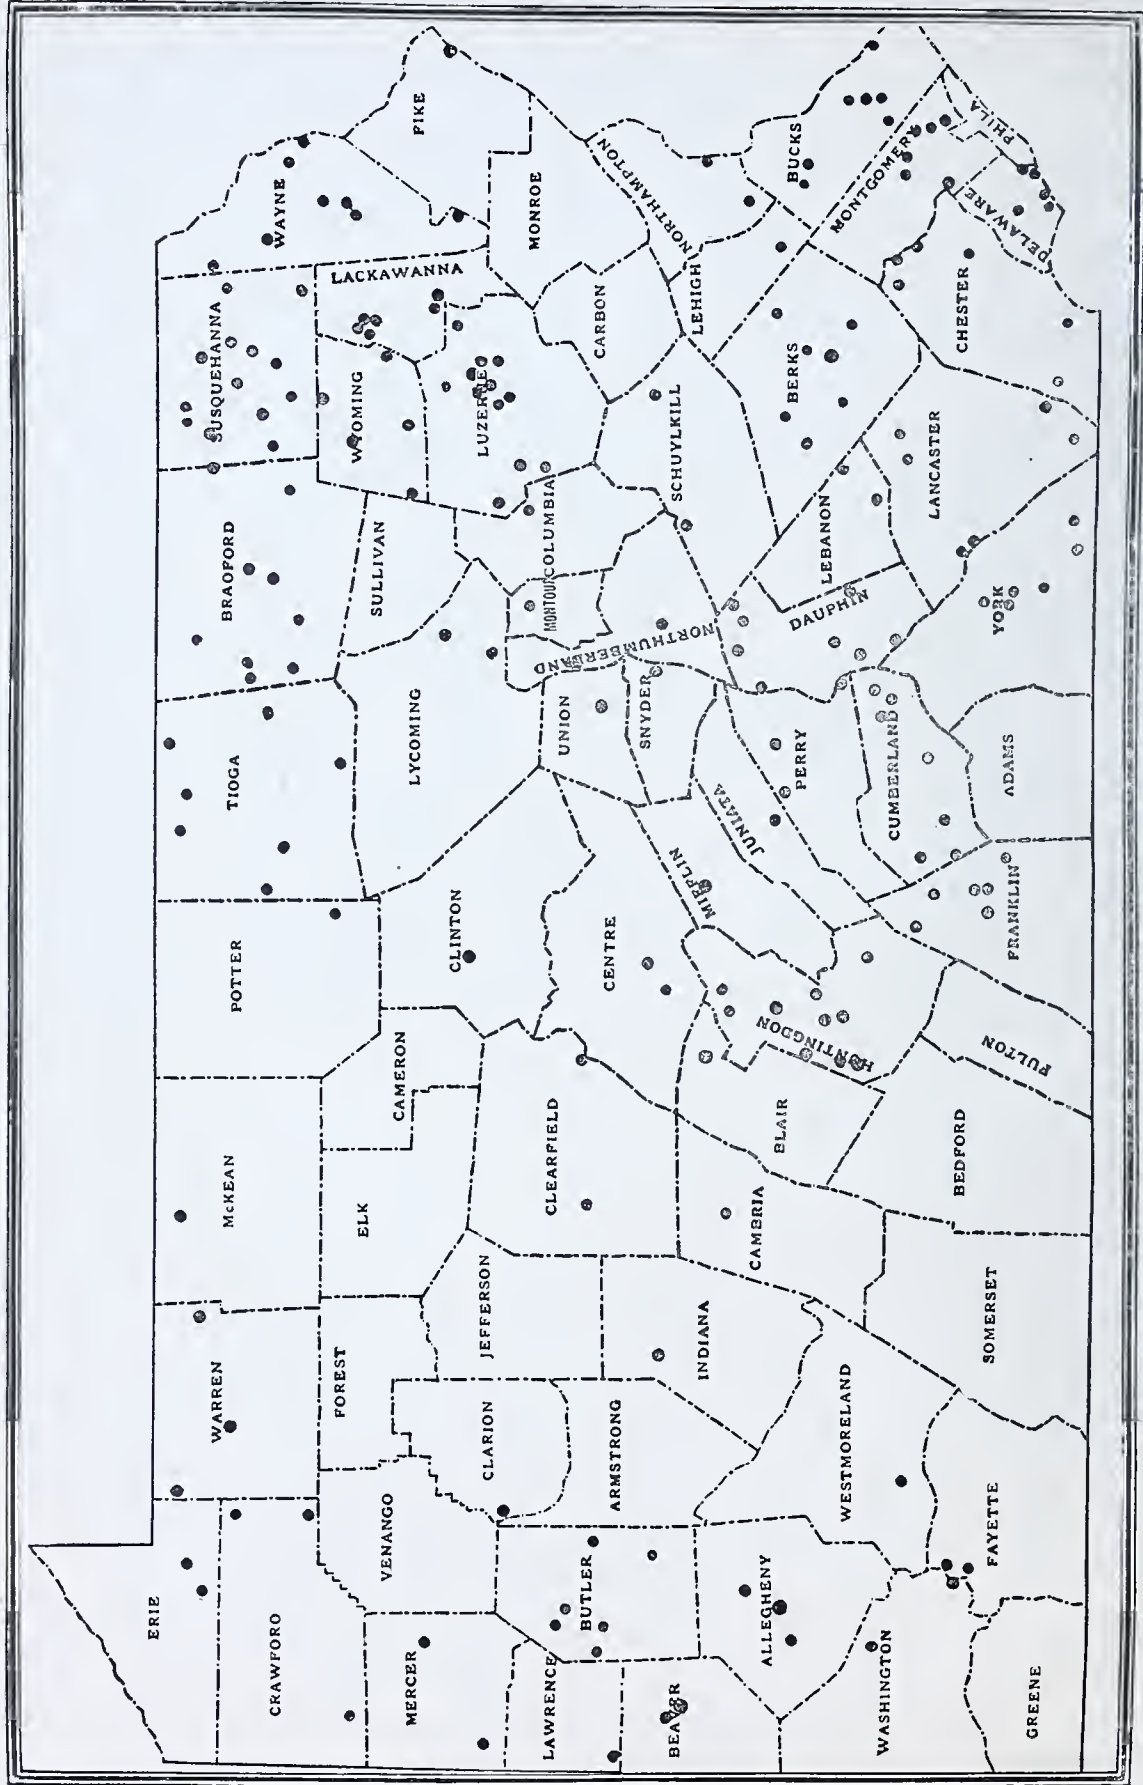 ERIE
CRAWFORO
WARREN
McKEAN
POTTER
TIOGA
BRAOFORD
SUSQUEHANNA
WAYNE
FOREST
ELK
CAMERON
SULLIVAN
WYOMING
LACKAWANNA
PIKE
MERCER
VENANGO
CLARION
JEFFERSON
CLINTON
LYCOMING
LUZERNE
MONROE
LAWRENCE
BUTLER
ARMSTRONG
CLEARFIELD
CENTRE
UNION
MONTOUR
COLUMBIA
CARBON
NORTHAMPTON
BEAVER
ALLEGHENY
INDIANA
CAMBRIA
BLAIR
HUNTINGDON
MIFFLIN
JUNIATA
SNYDER
NORTHUMBERLAND
SCHUYLKILL
LEHIGH
BUCKS
WASHINGTON
WESTMORELAND
PERRY
DAUPHIN
LEBANON
BERKS
MONTGOMERY
GREENE
FAYETTE
SOMERSET
BEDFORD
FULTON
FRANKLIN
CUMBERLAND
ADAMS
YORK
LANCASTER
CHESTER
DELAWARE
PHILA